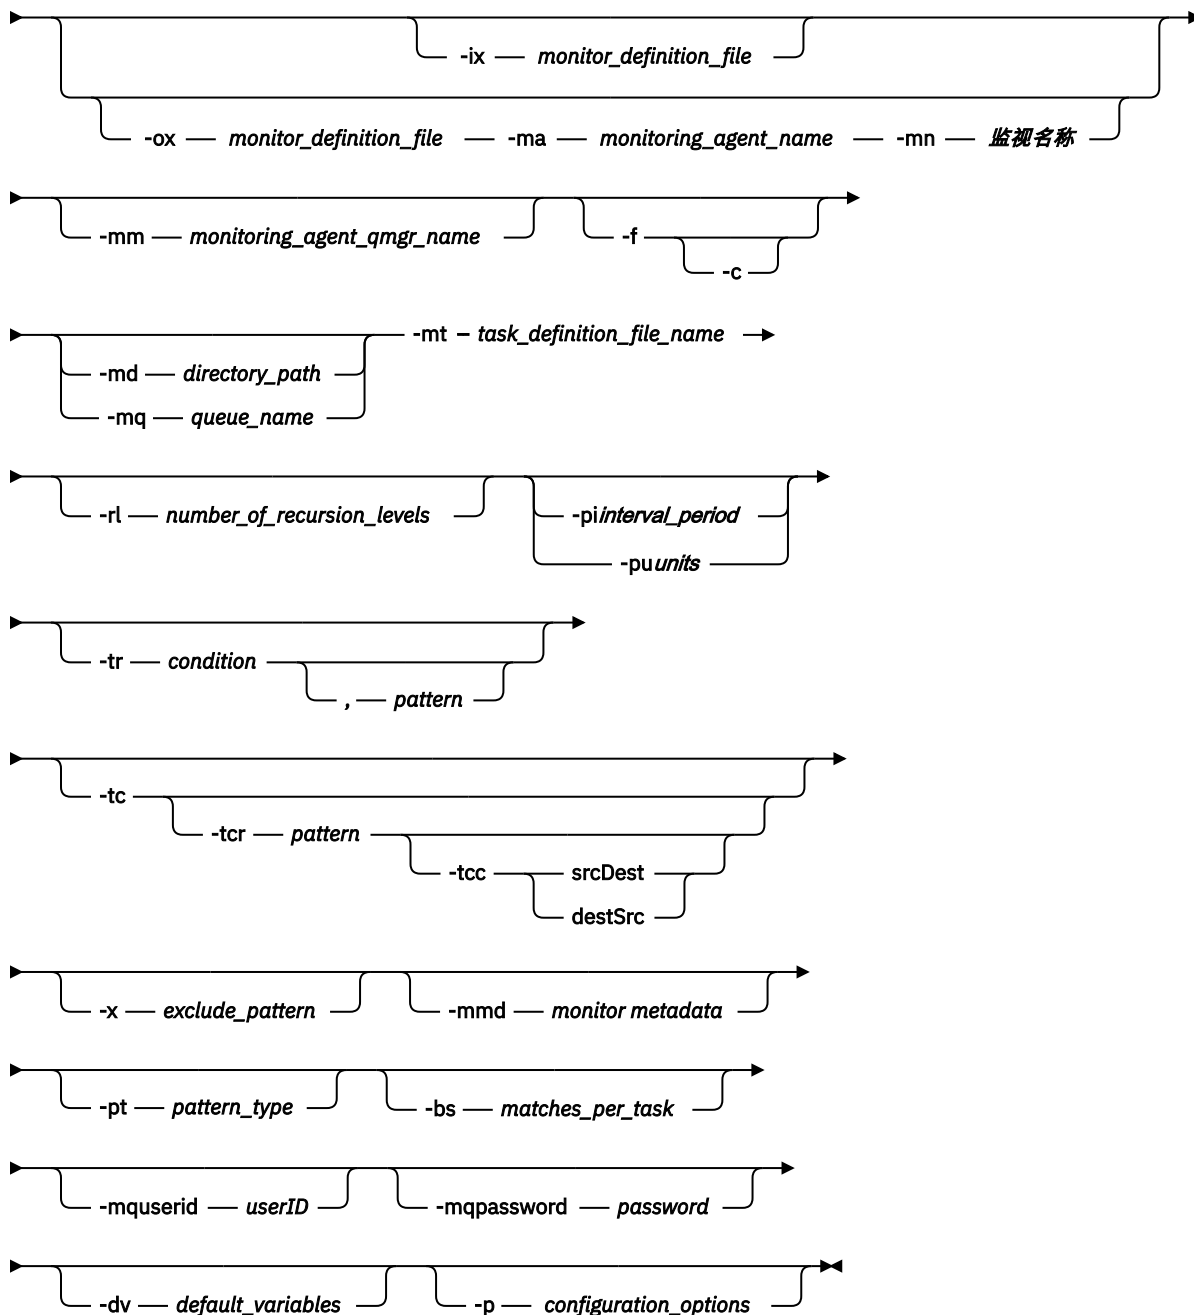 -ix monitor_definition_file
-ox monitor_definition_file -ma monitoring_agent_name -mn 监视名称
-mm monitoring_agent_qmgr_name -f
-c
-mt task_definition_file_name
-md directory_path
-mq queue_name
-rl number_of_recursion_levels -piinterval_period
-puunits
-tr condition
, pattern
-tc
-tcr pattern
-tcc srcDest
destSrc
-x exclude_pattern -mmd monitor metadata
-pt pattern_type -bs matches_per_task
-mquserid userID -mqpassword password
-dv default_variables -p configuration_options